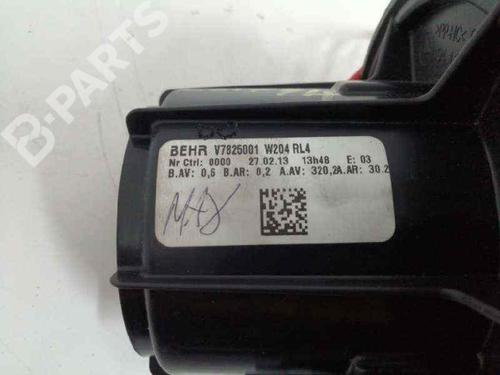 B-PARTS
BEHR V7825001 W204 RL4
Nr Ctrl: 0000 27.02.13 13h48 E: 03
B.AV: 0,6 B.AR: 0,2 A.AV: 320,2A.AR: 30.2